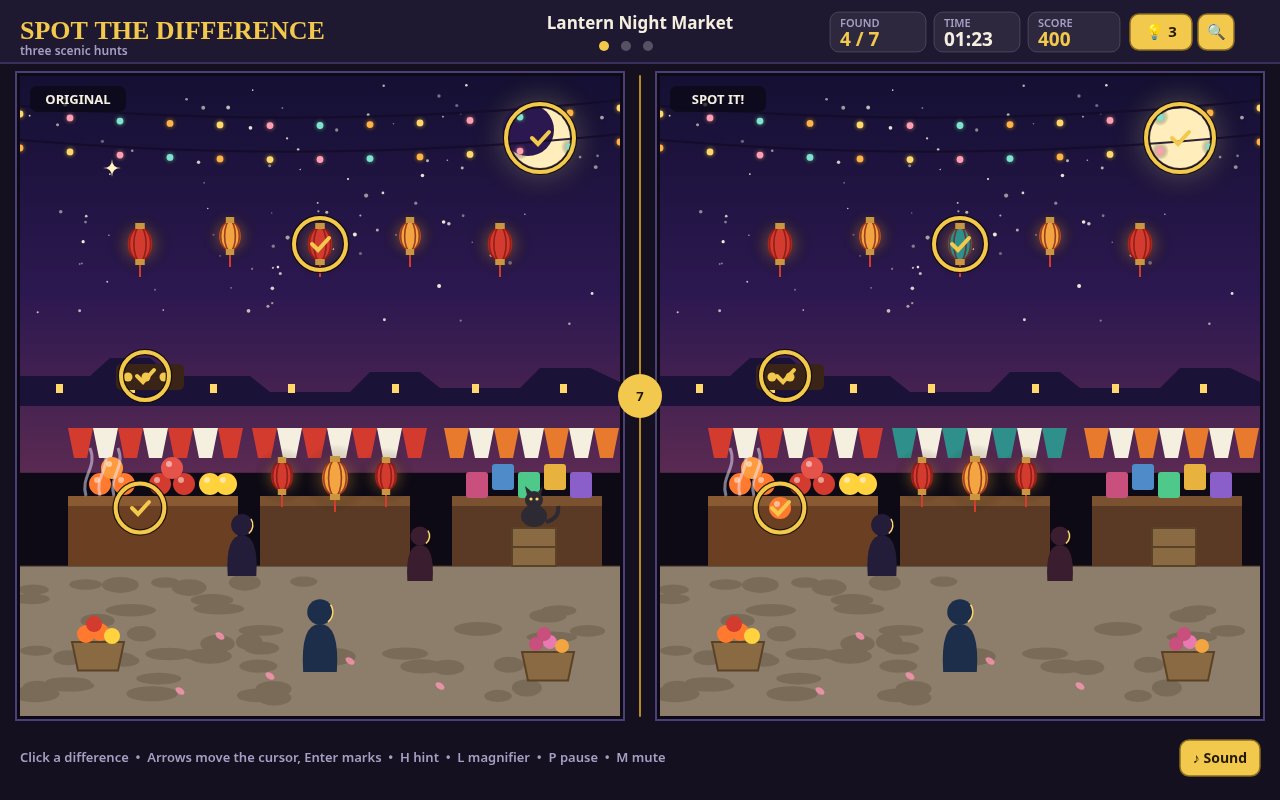 SPOT THE DIFFERENCE
three scenic hunts
Lantern Night Market
FOUND
4 / 7
TIME
01:23
SCORE
400
💡 3
🔍
ORIGINAL
SPOT IT!
7
Click a difference • Arrows move the cursor, Enter marks • H hint • L magnifier • P pause • M mute
♪ Sound